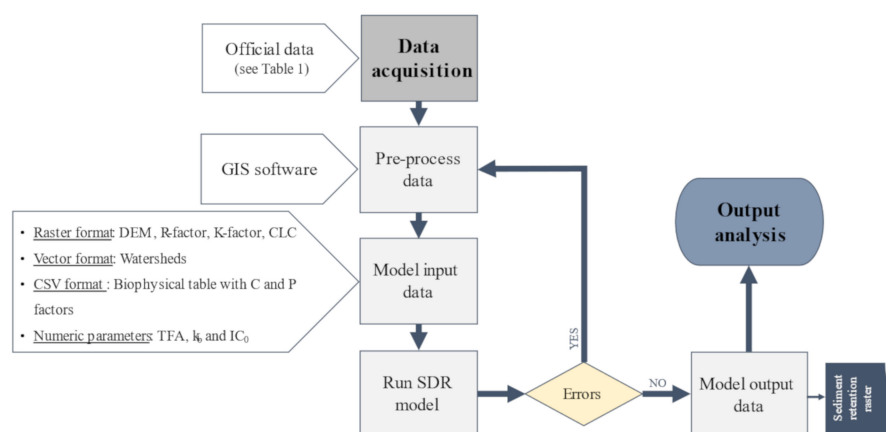 Official data
(see Table 1)
Data
acquisition
GIS software
Pre-process
data
• Raster format: DEM, R-factor, K-factor, CLC
• Vector format: Watersheds
• CSV format : Biophysical table with C and P
factors
• Numeric parameters: TFA, kb and IC0
Model input
data
Run SDR
model
Errors
YES
NO
Model output
data
Output
analysis
Sediment
retention
raster